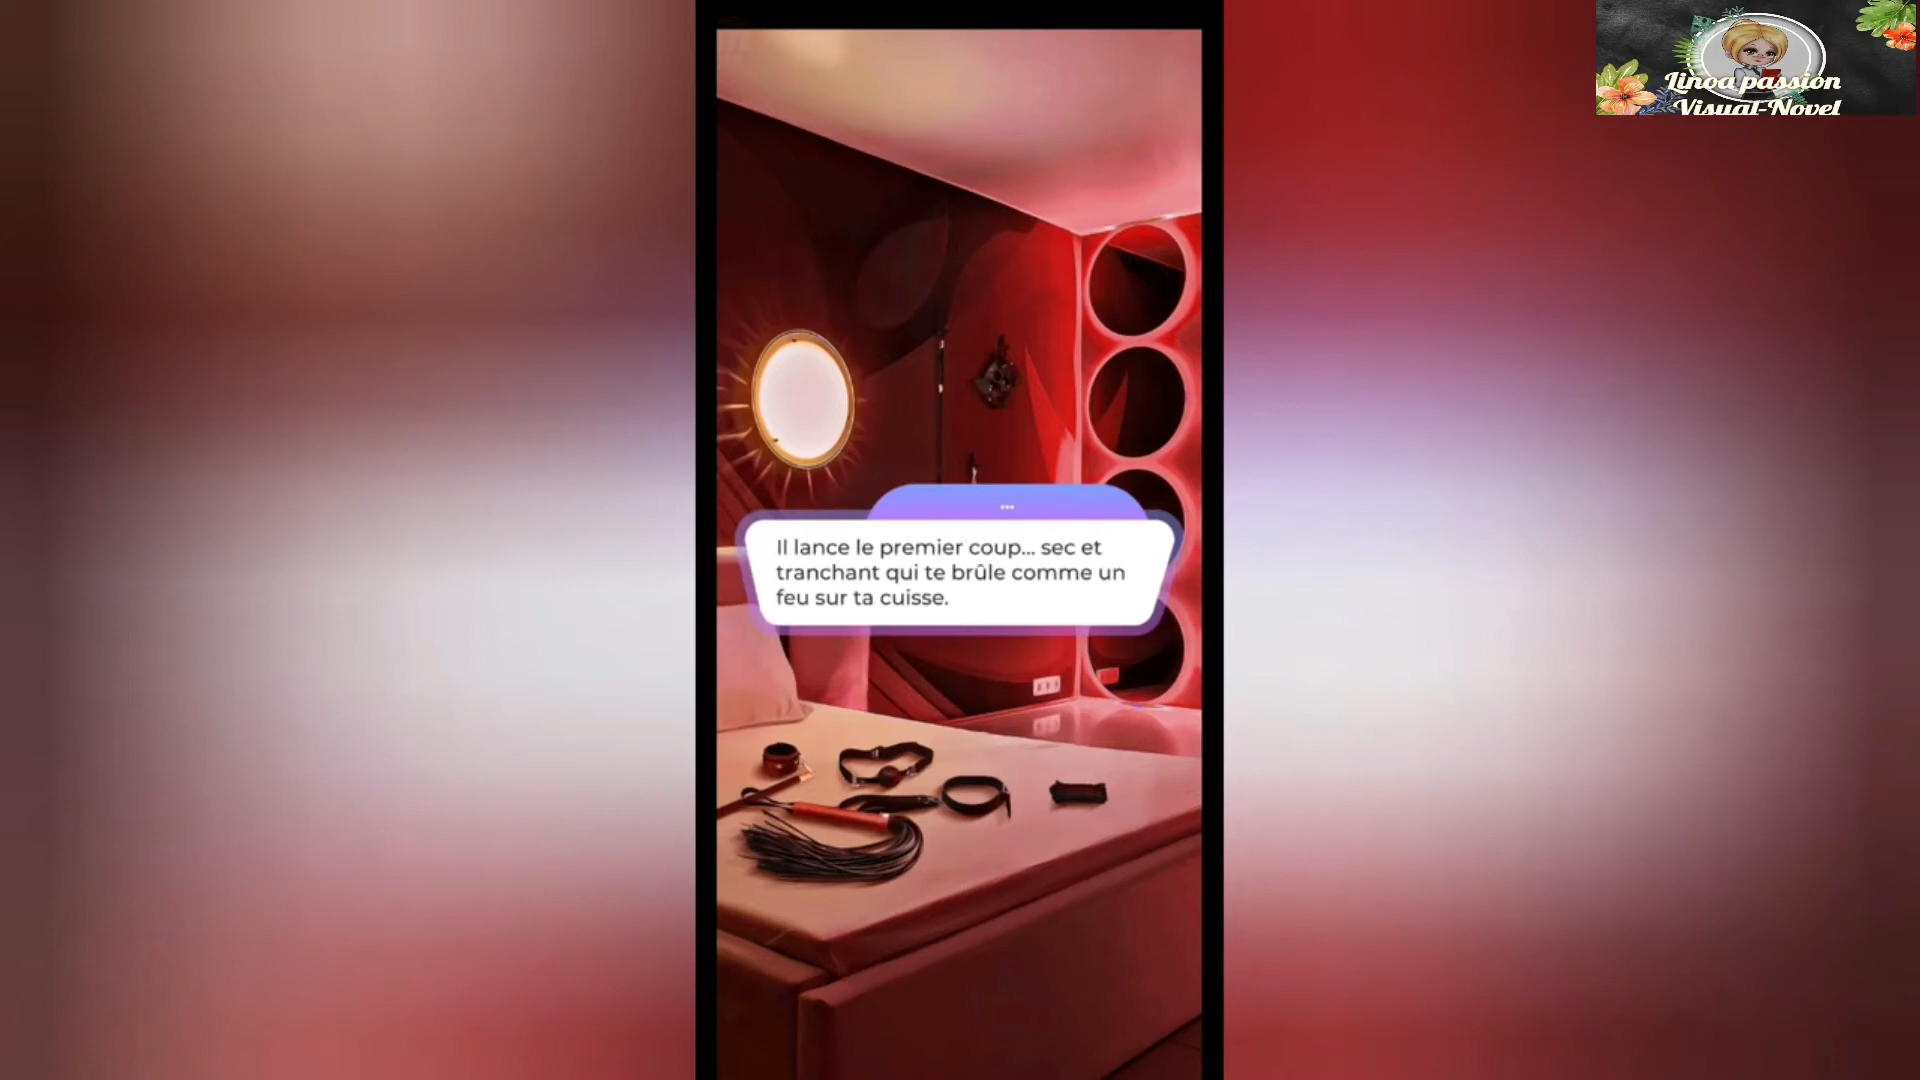 Linoa passion
Visual-Novel
...
Il lance le premier coup... sec et
tranchant qui te brûle comme un
feu sur ta cuisse.